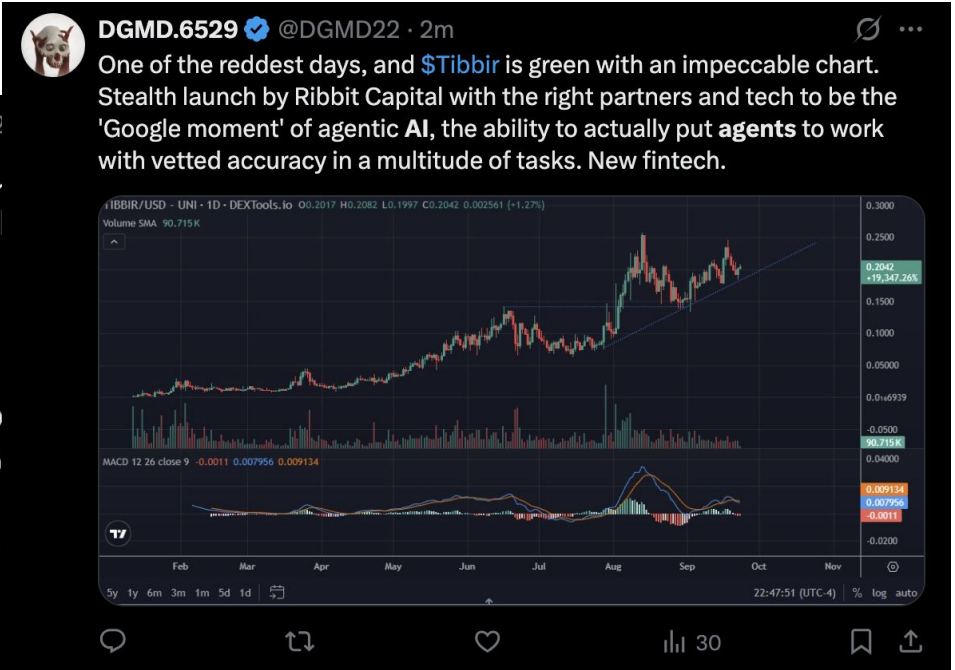 DGMD.6529 @DGMD22 · 2m
One of the reddest days, and $Tibbir is green with an impeccable chart.
Stealth launch by Ribbit Capital with the right partners and tech to be the
'Google moment' of agentic AI, the ability to actually put agents to work
with vetted accuracy in a multitude of tasks. New fintech.
TIBBIR/USD - UNI · 1D · DEXTools.io O0.2017 H0.2082 L0.1997 C0.2042 0.002561 (+1.27%)
Volume SMA 90.715K
0.3000
0.2500
0.2042
+19,347.26%
0.1500
0.1000
0.05000
-0.0500
90.715K
MACD 12 26 close 9 -0.0011 0.007956 0.009134
0.04000
0.009134
0.007956
-0.0011
-0.0200
Feb Mar Apr May Jun Jul Aug Sep Oct Nov
5y 1y 6m 3m 1m 5d 1d 22:47:51 (UTC-4) % log auto
30